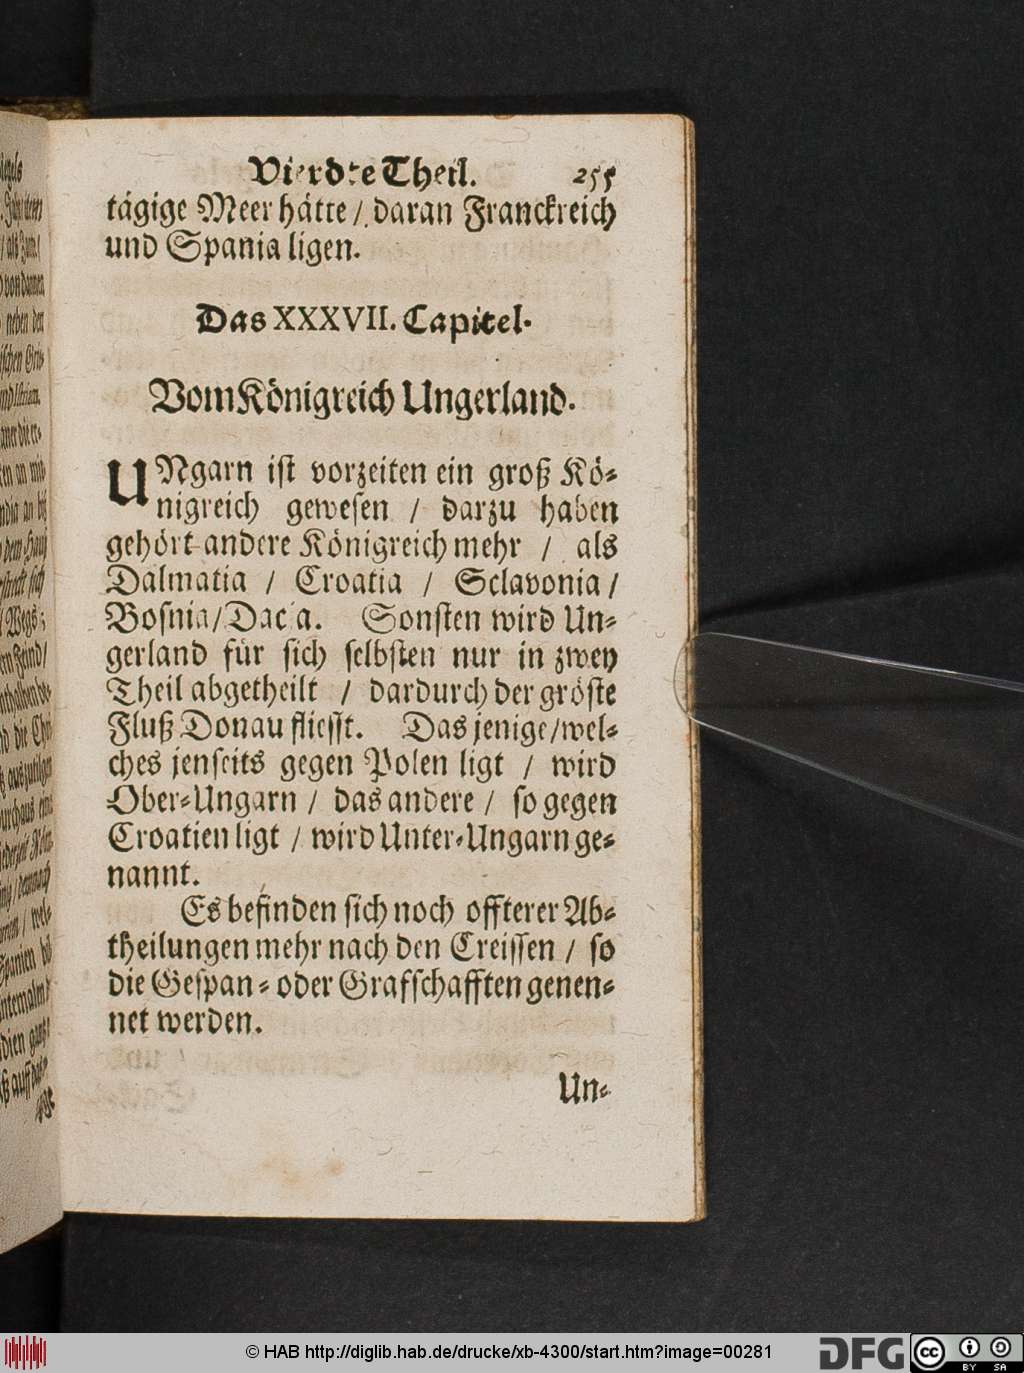 Vierdte Theil. 255
tägige Meer hätte / daran Franckreich
und Spania ligen.
Das XXXVII. Capitel.
Vom Königreich Ungerland.
UNgarn ist vorzeiten ein groß Kö-
nigreich gewesen / darzu haben
gehört andere Königreich mehr / als
Dalmatia / Croatia / Sclavonia /
Bosnia / Dacia. Sonsten wird Un-
gerland für sich selbsten nur in zwey
Theil abgetheilt / dardurch der gröste
Fluß Donau fliesst. Das jenige / wel-
ches jenseits gegen Polen ligt / wird
Ober-Ungarn / das andere / so gegen
Croatien ligt / wird Unter-Ungarn ge-
nannt.
Es befinden sich noch offterer Ab-
theilungen mehr nach den Creissen / so
die Gespan- oder Grafschafften genen-
net werden.
Un-
© HAB http://diglib.hab.de/drucke/xb-4300/start.htm?image=00281
DFG
cc BY SA